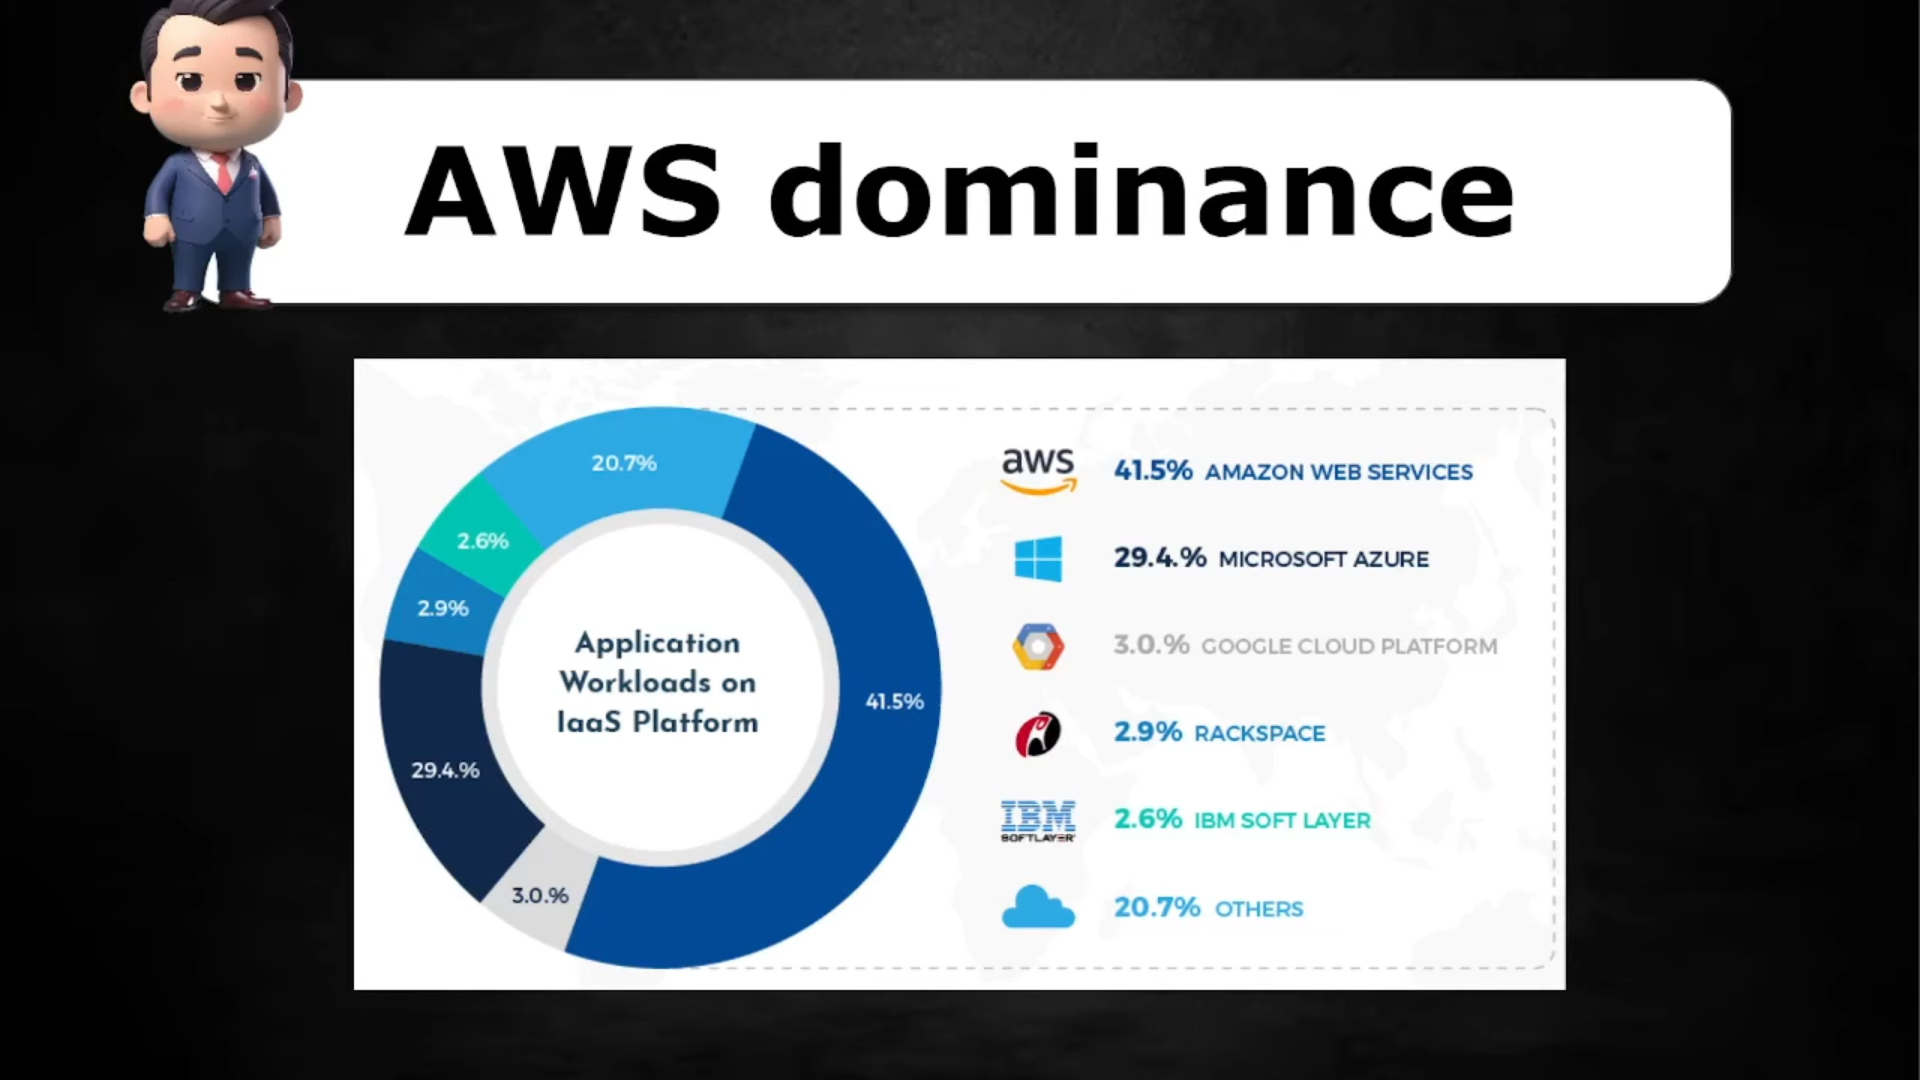 AWS dominance
20.7%
2.6%
2.9%
29.4.%
3.0.%
41.5%
Application
Workloads on
IaaS Platform
aws
41.5% AMAZON WEB SERVICES
29.4.% MICROSOFT AZURE
3.0.% GOOGLE CLOUD PLATFORM
2.9% RACKSPACE
IBM
SOFTLAYER
2.6% IBM SOFT LAYER
20.7% OTHERS